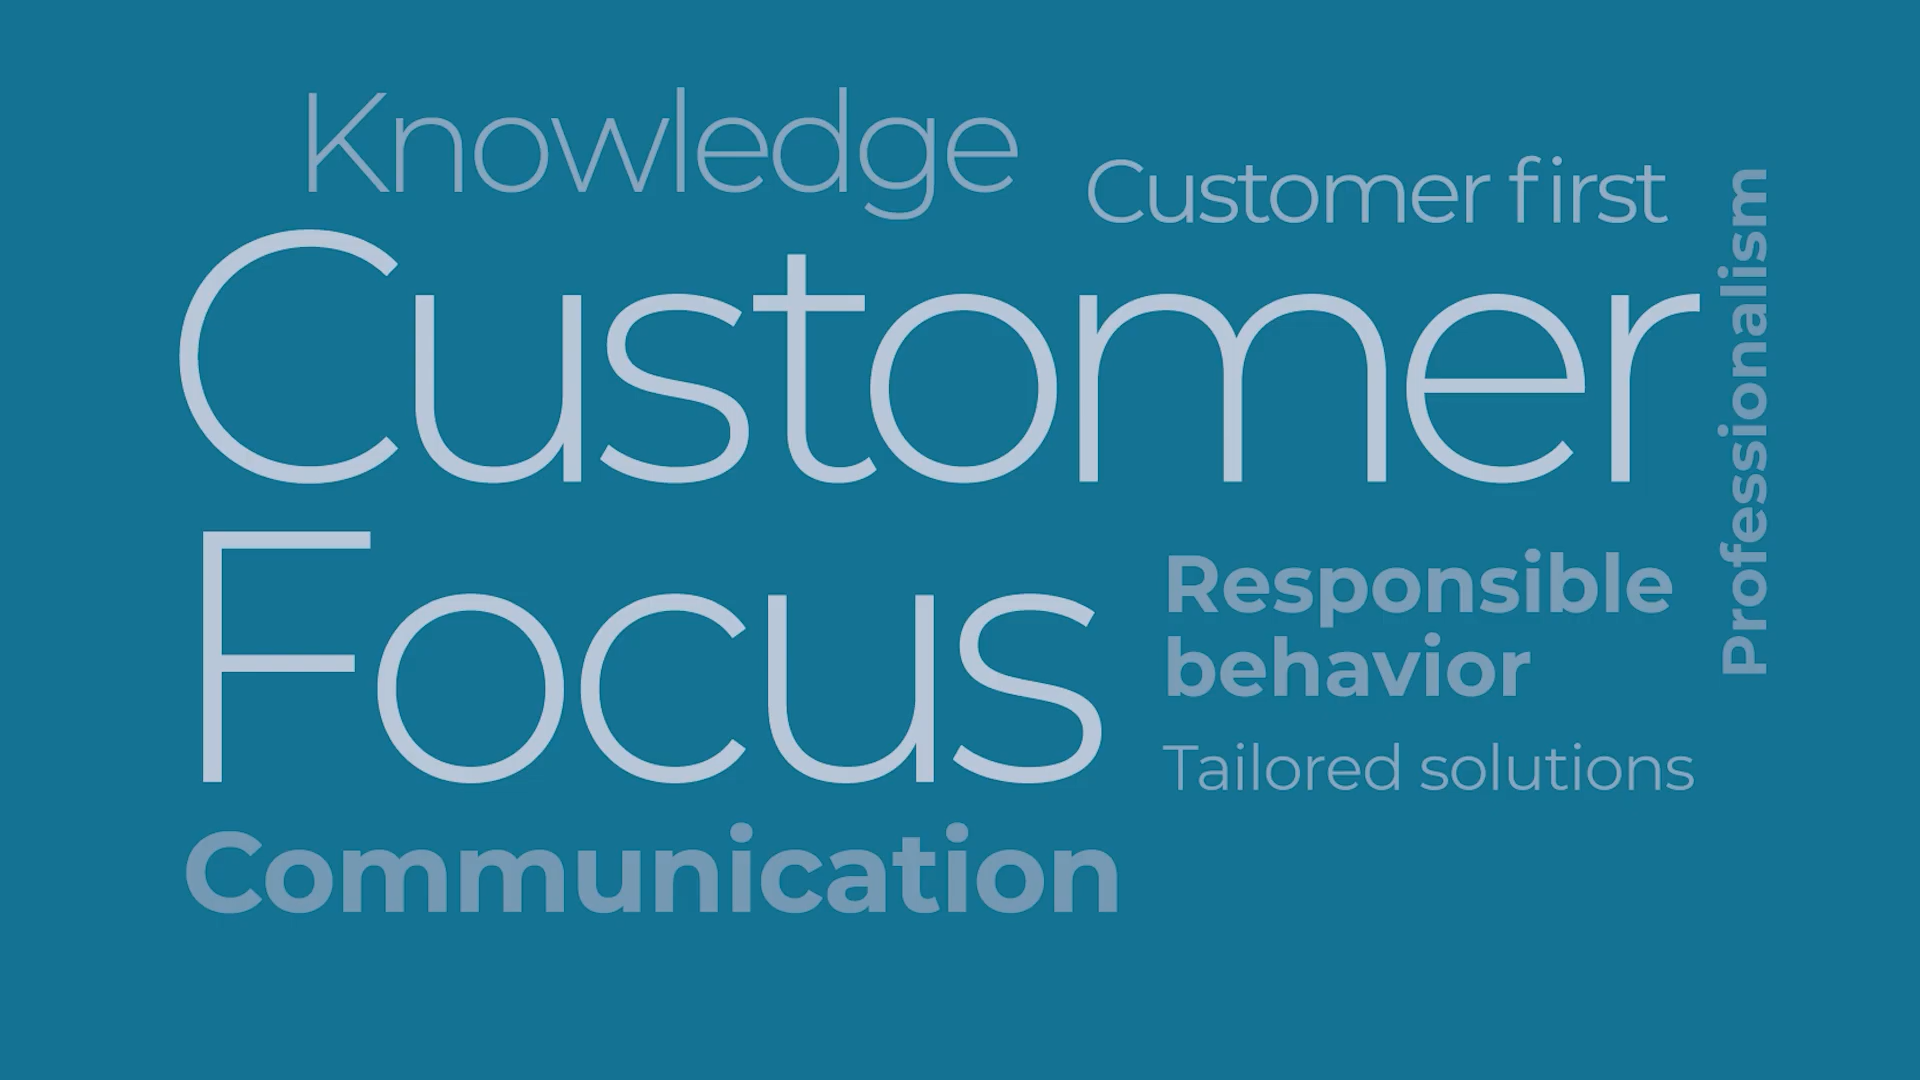 Knowledge
Customer first
Customer
Focus
Professionalism
Responsible
behavior
Tailored solutions
Communication